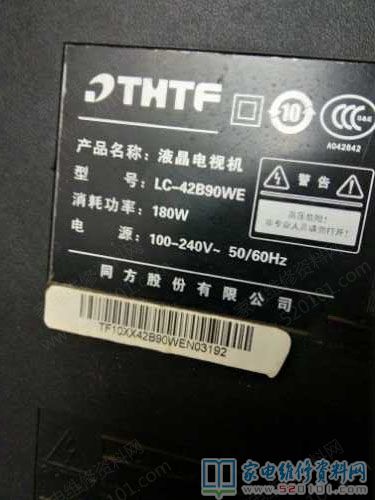 THTF
10
A042842
产品名称：液晶电视机
型 号：LC-42B90WE
消耗功率：180W
电 源：100-240V~ 50/60Hz
警告
高压危险！
非专业人员请勿打开！
同方股份有限公司
TF10XX42B90WEN03192
家电维修资料网
www.520101.com